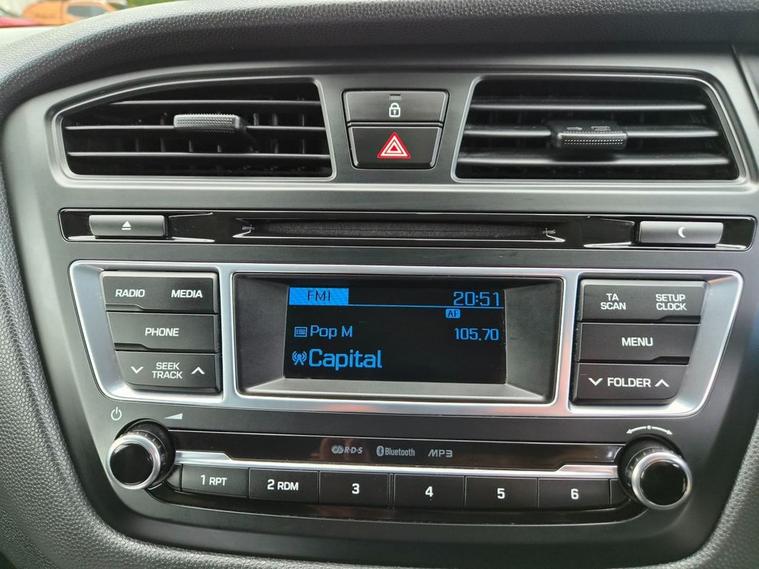 FM1 20:51
AF
Pop M 105.70
Capital
RADIO MEDIA
PHONE
SEEK
TRACK
TA
SCAN
SETUP
CLOCK
MENU
FOLDER
R·D·S Bluetooth MP3
1 RPT 2 RDM 3 4 5 6